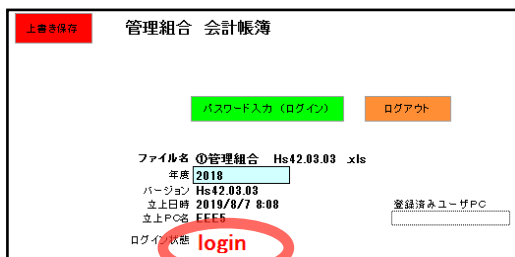 上書き保存
管理組合 会計帳簿
パスワード入力（ログイン）
ログアウト
ファイル名 ①管理組合 Hs42.03.03 .xls
年度 2018
バージョン Hs42.03.03
立上日時 2019/8/7 8:08
登録済みユーザPC
立上PC名 EEE5
ログイン状態 login